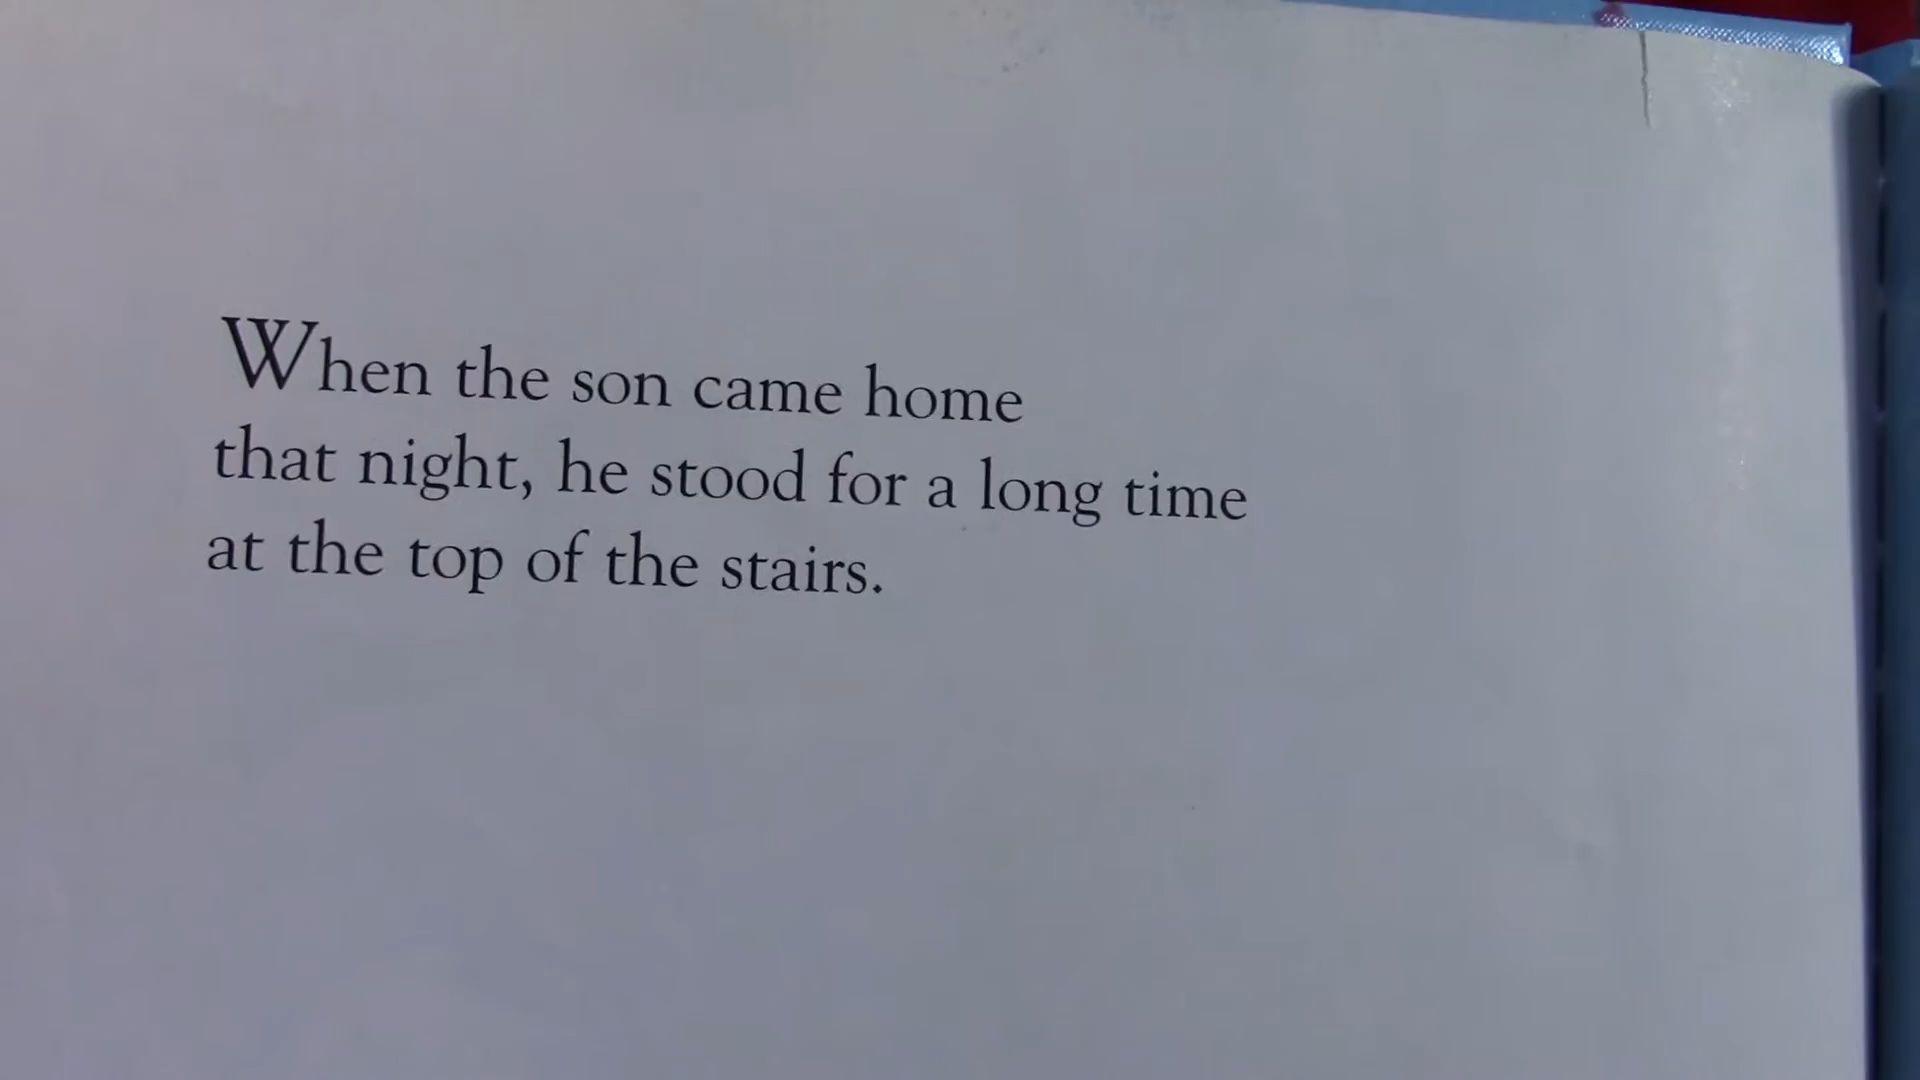 When the son came home
that night, he stood for a long time
at the top of the stairs.